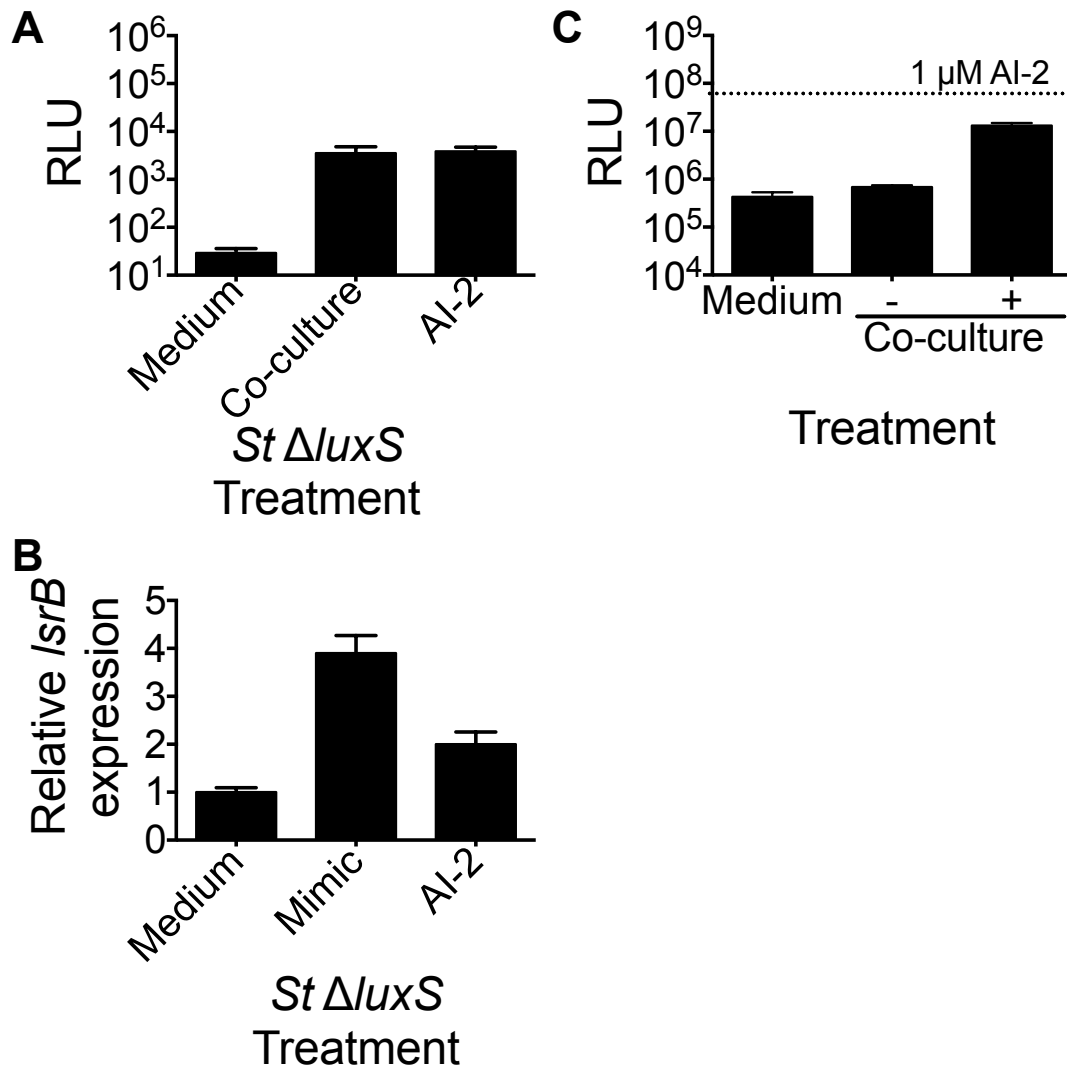 A
RLU
10⁶
10⁵
10⁴
10³
10²
10¹
Medium
Co-culture
AI-2
St ΔluxS
Treatment
C
RLU
10⁹
10⁸
10⁷
10⁶
10⁵
10⁴
1 µM AI-2
Medium - +
Co-culture
Treatment
B
Relative lsrB
expression
5
4
3
2
1
0
Medium
Mimic
AI-2
St ΔluxS
Treatment